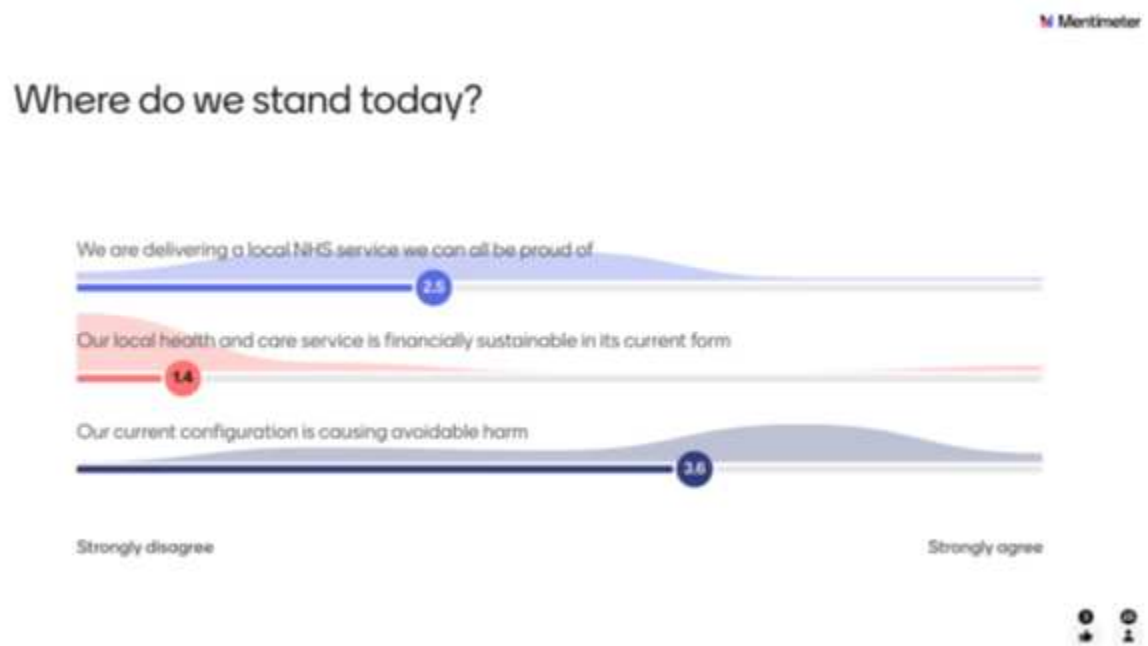 Mentimeter
Where do we stand today?
We are delivering a local NHS service we can all be proud of
2.5
Our local health and care service is financially sustainable in its current form
1.4
Our current configuration is causing avoidable harm
3.6
Strongly disagree
Strongly agree